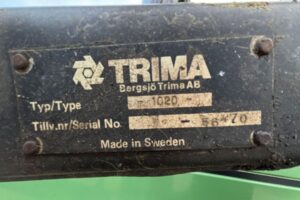 TRIMA
Bergsjö Trima AB
Typ/Type - 1020 -
Tillv.nr/Serial No.
Made in Sweden